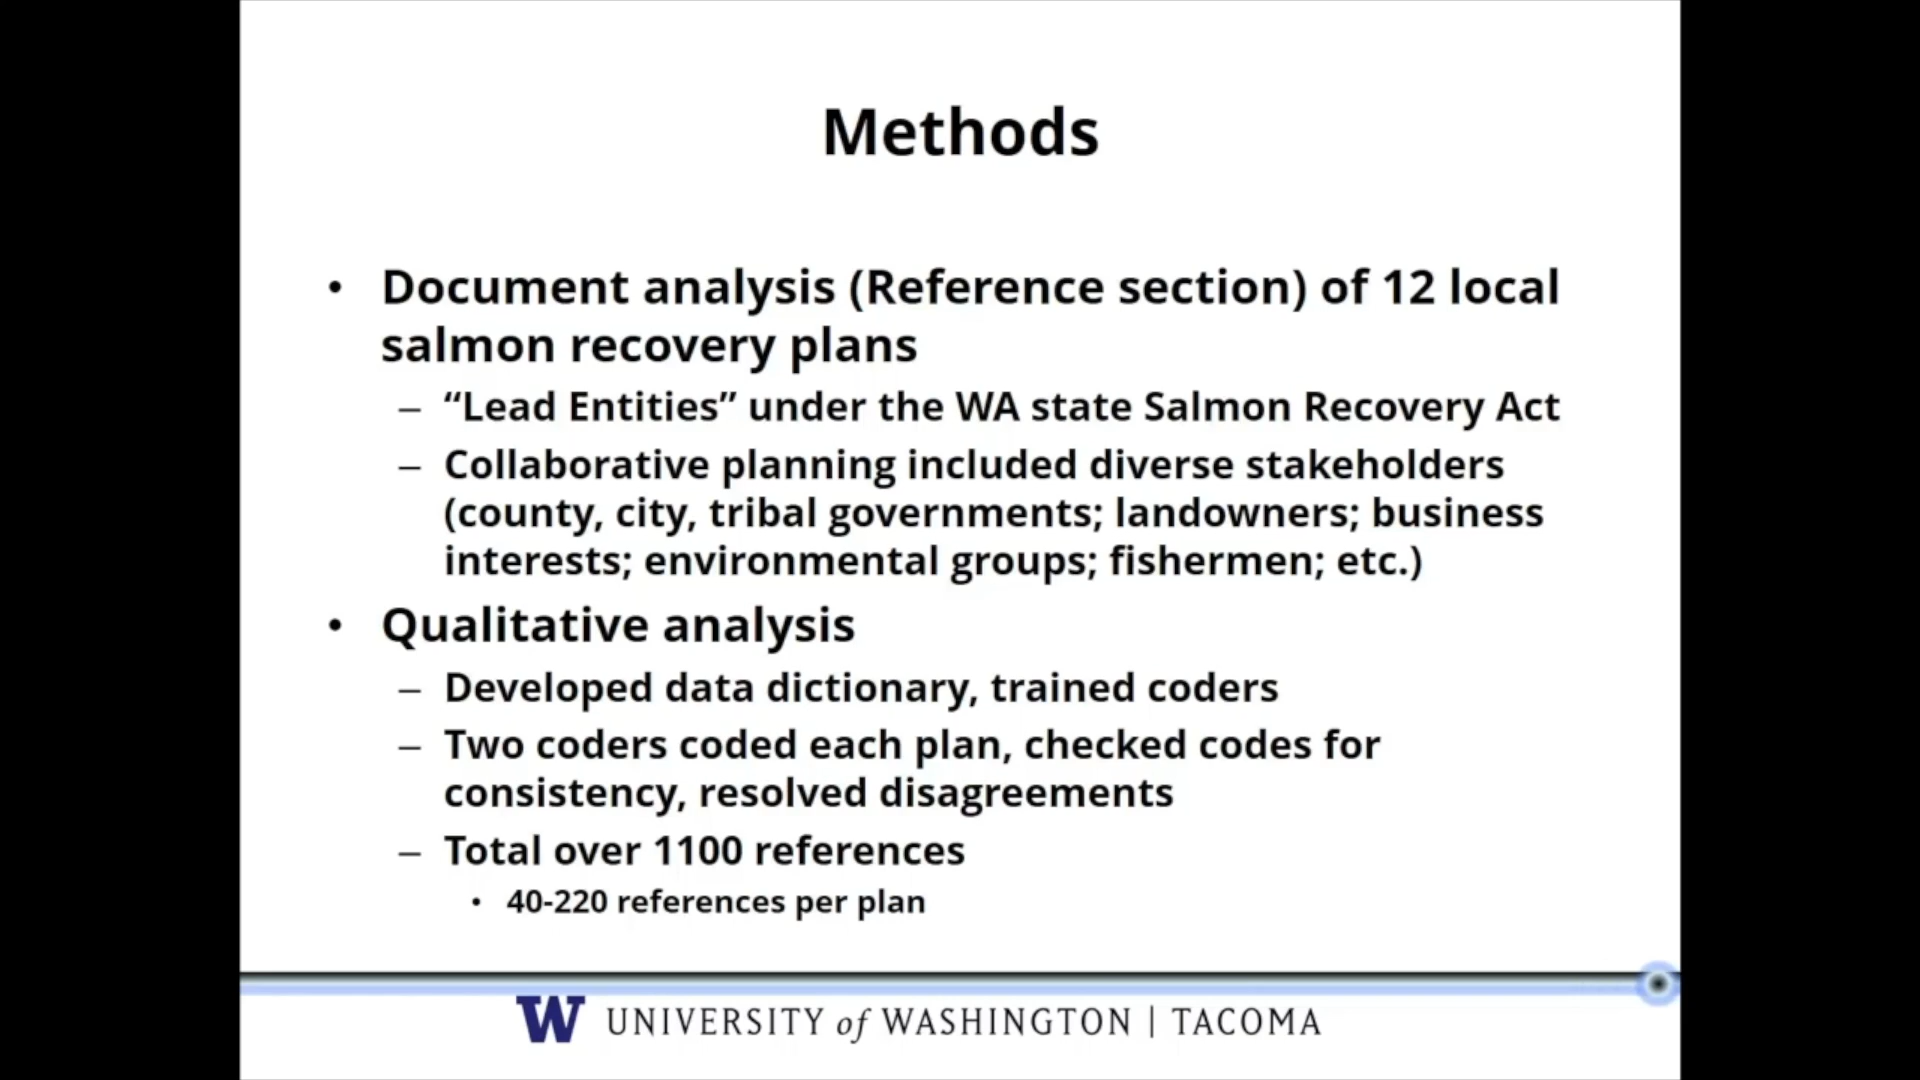 Methods
• Document analysis (Reference section) of 12 local
salmon recovery plans
– “Lead Entities” under the WA state Salmon Recovery Act
– Collaborative planning included diverse stakeholders
(county, city, tribal governments; landowners; business
interests; environmental groups; fishermen; etc.)
• Qualitative analysis
– Developed data dictionary, trained coders
– Two coders coded each plan, checked codes for
consistency, resolved disagreements
– Total over 1100 references
• 40-220 references per plan
W UNIVERSITY of WASHINGTON | TACOMA